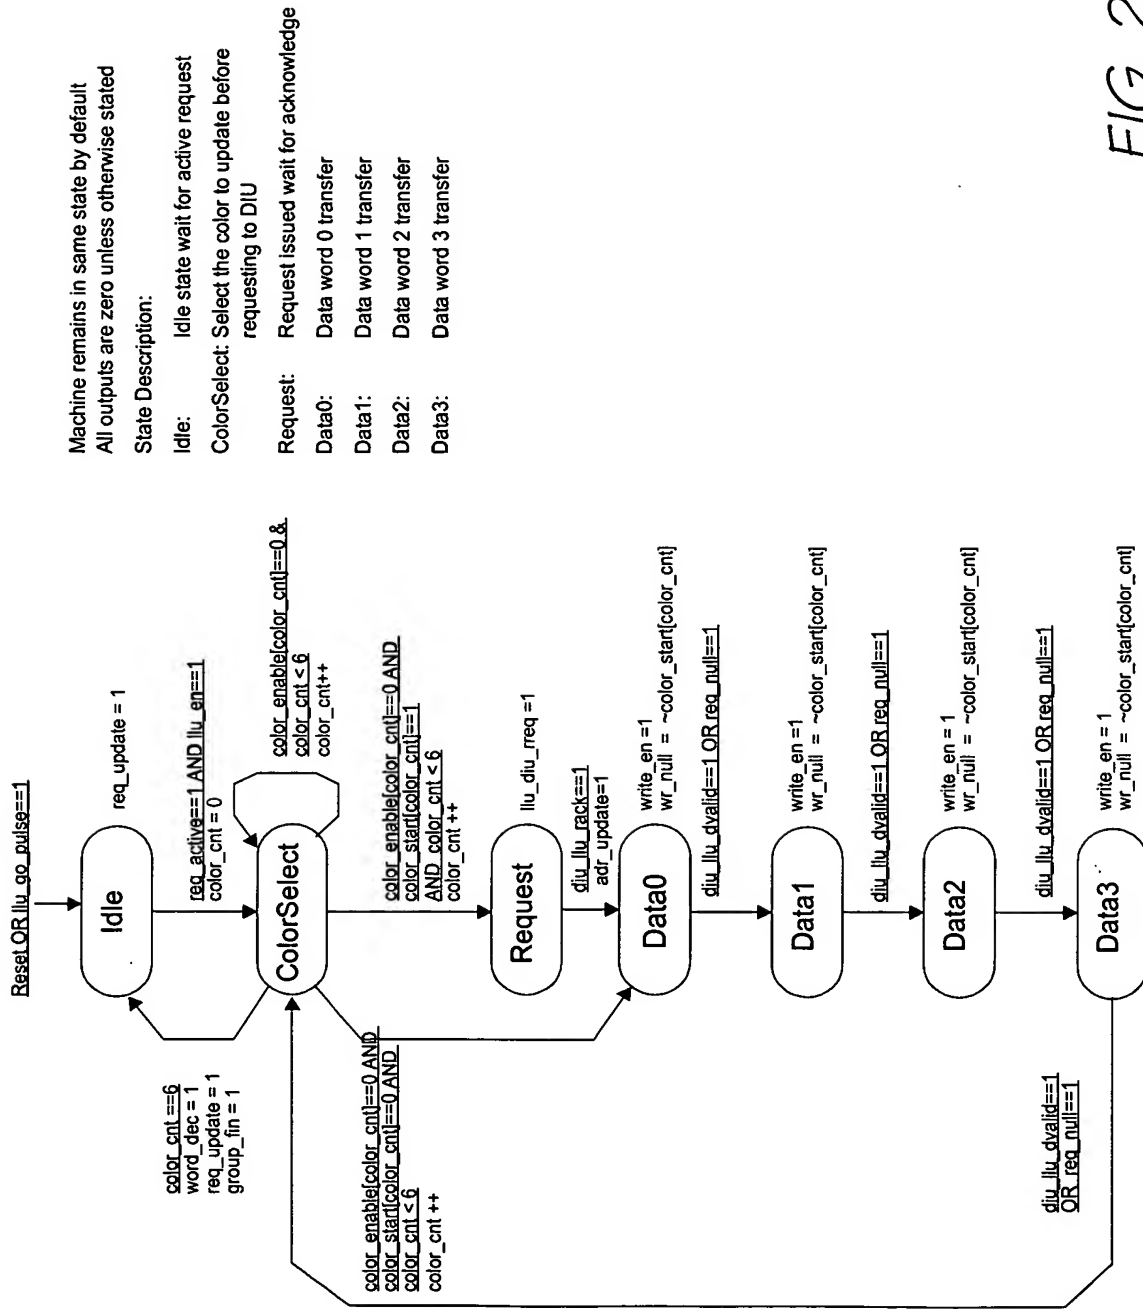 Machine remains in same state by default
All outputs are zero unless otherwise stated
State Description:
Idle: Idle state wait for active request
ColorSelect: Select the color to update before
requesting to DIU
Request: Request issued wait for acknowledge
Data0: Data word 0 transfer
Data1: Data word 1 transfer
Data2: Data word 2 transfer
Data3: Data word 3 transfer
Reset OR llu_go_pulse==1
Idle
req_update = 1
req_active==1 AND llu_en==1
color_cnt = 0
color_cnt ==6
word_dec = 1
req_update = 1
group_fin = 1
ColorSelect
color_enable[color_cnt]==0 &
color_cnt < 6
color_cnt++
color_enable[color_cnt]==0 AND
color_start[color_cnt]==1
AND color_cnt < 6
color_cnt ++
color_enable[color_cnt]==0 AND
color_start[color_cnt]==0 AND
color_cnt < 6
color_cnt ++
Request
llu_diu_rreq =1
diu_llu_rack==1
adr_update=1
Data0
write_en =1
wr_null = ~color_start[color_cnt]
diu_llu_dvalid==1 OR req_null==1
Data1
write_en =1
wr_null = ~color_start[color_cnt]
diu_llu_dvalid==1 OR req_null==1
Data2
write_en = 1
wr_null = ~color_start[color_cnt]
diu_llu_dvalid==1 OR req_null==1
Data3
write_en = 1
wr_null = ~color_start[color_cnt]
diu_llu_dvalid==1
OR req_null==1
FIG. 2